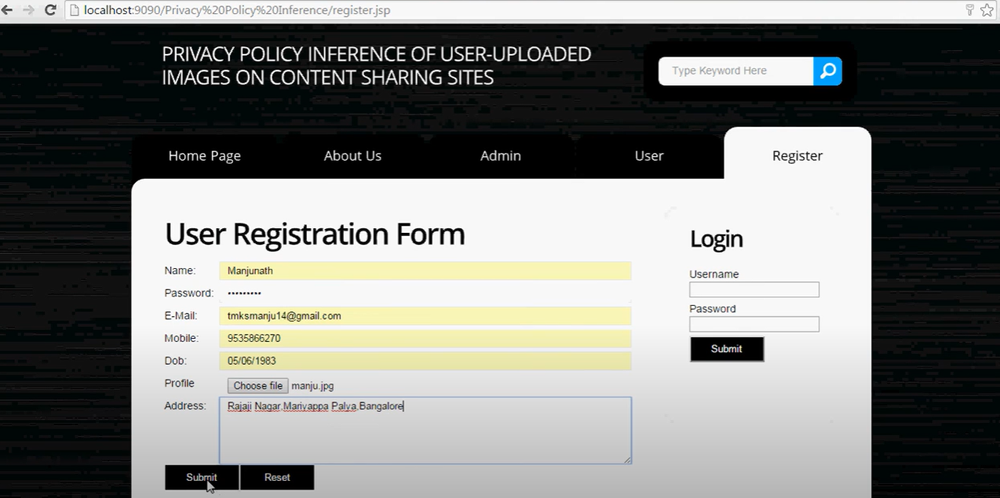 localhost:9090/Privacy%20Policy%20Inference/register.jsp
PRIVACY POLICY INFERENCE OF USER-UPLOADED
IMAGES ON CONTENT SHARING SITES
Type Keyword Here
Home Page About Us Admin User Register
User Registration Form
Name: Manjunath
Password: •••••••••
E-Mail: tmksmanju14@gmail.com
Mobile: 9535866270
Dob: 05/06/1983
Profile Choose file manju.jpg
Address: Rajaji Nagar,Mariyappa Palya,Bangalore
Submit Reset
Login
Username
Password
Submit